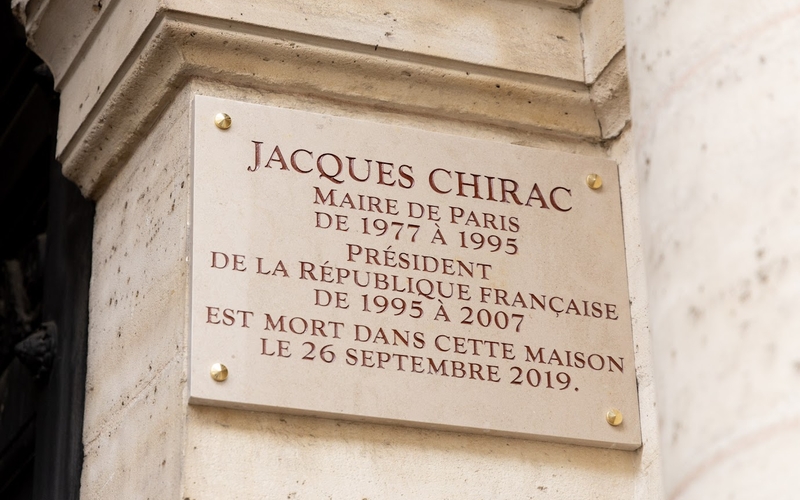 JACQUES CHIRAC
MAIRE DE PARIS
DE 1977 À 1995
PRÉSIDENT
DE LA RÉPUBLIQUE FRANÇAISE
DE 1995 À 2007
EST MORT DANS CETTE MAISON
LE 26 SEPTEMBRE 2019.